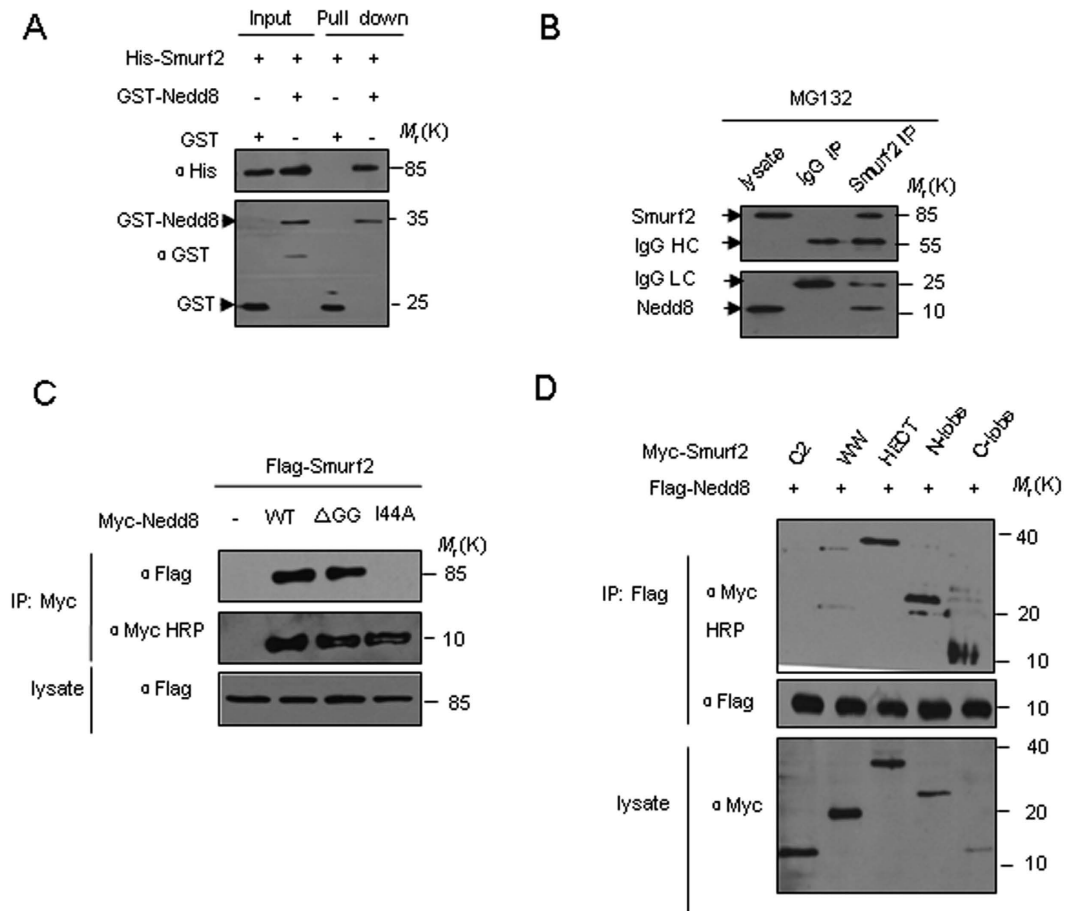 A
Input Pull down
His-Smurf2 + + + +
GST-Nedd8 - + - +
GST + - + - Mr(K)
α His 85
GST-Nedd8 35
α GST
GST 25
B
MG132
lysate IgG IP Smurf2 IP Mr(K)
Smurf2 85
IgG HC 55
IgG LC 25
Nedd8 10
C
Flag-Smurf2
Myc-Nedd8 - WT △GG I44A
Mr(K)
IP: Myc
α Flag 85
α Myc HRP 10
lysate
α Flag 85
D
Myc-Smurf2 C2 WW HECT N-lobe C-lobe
Flag-Nedd8 + + + + + Mr(K)
40
IP: Flag
α Myc
HRP
20
10
α Flag 10
40
lysate
α Myc
20
10